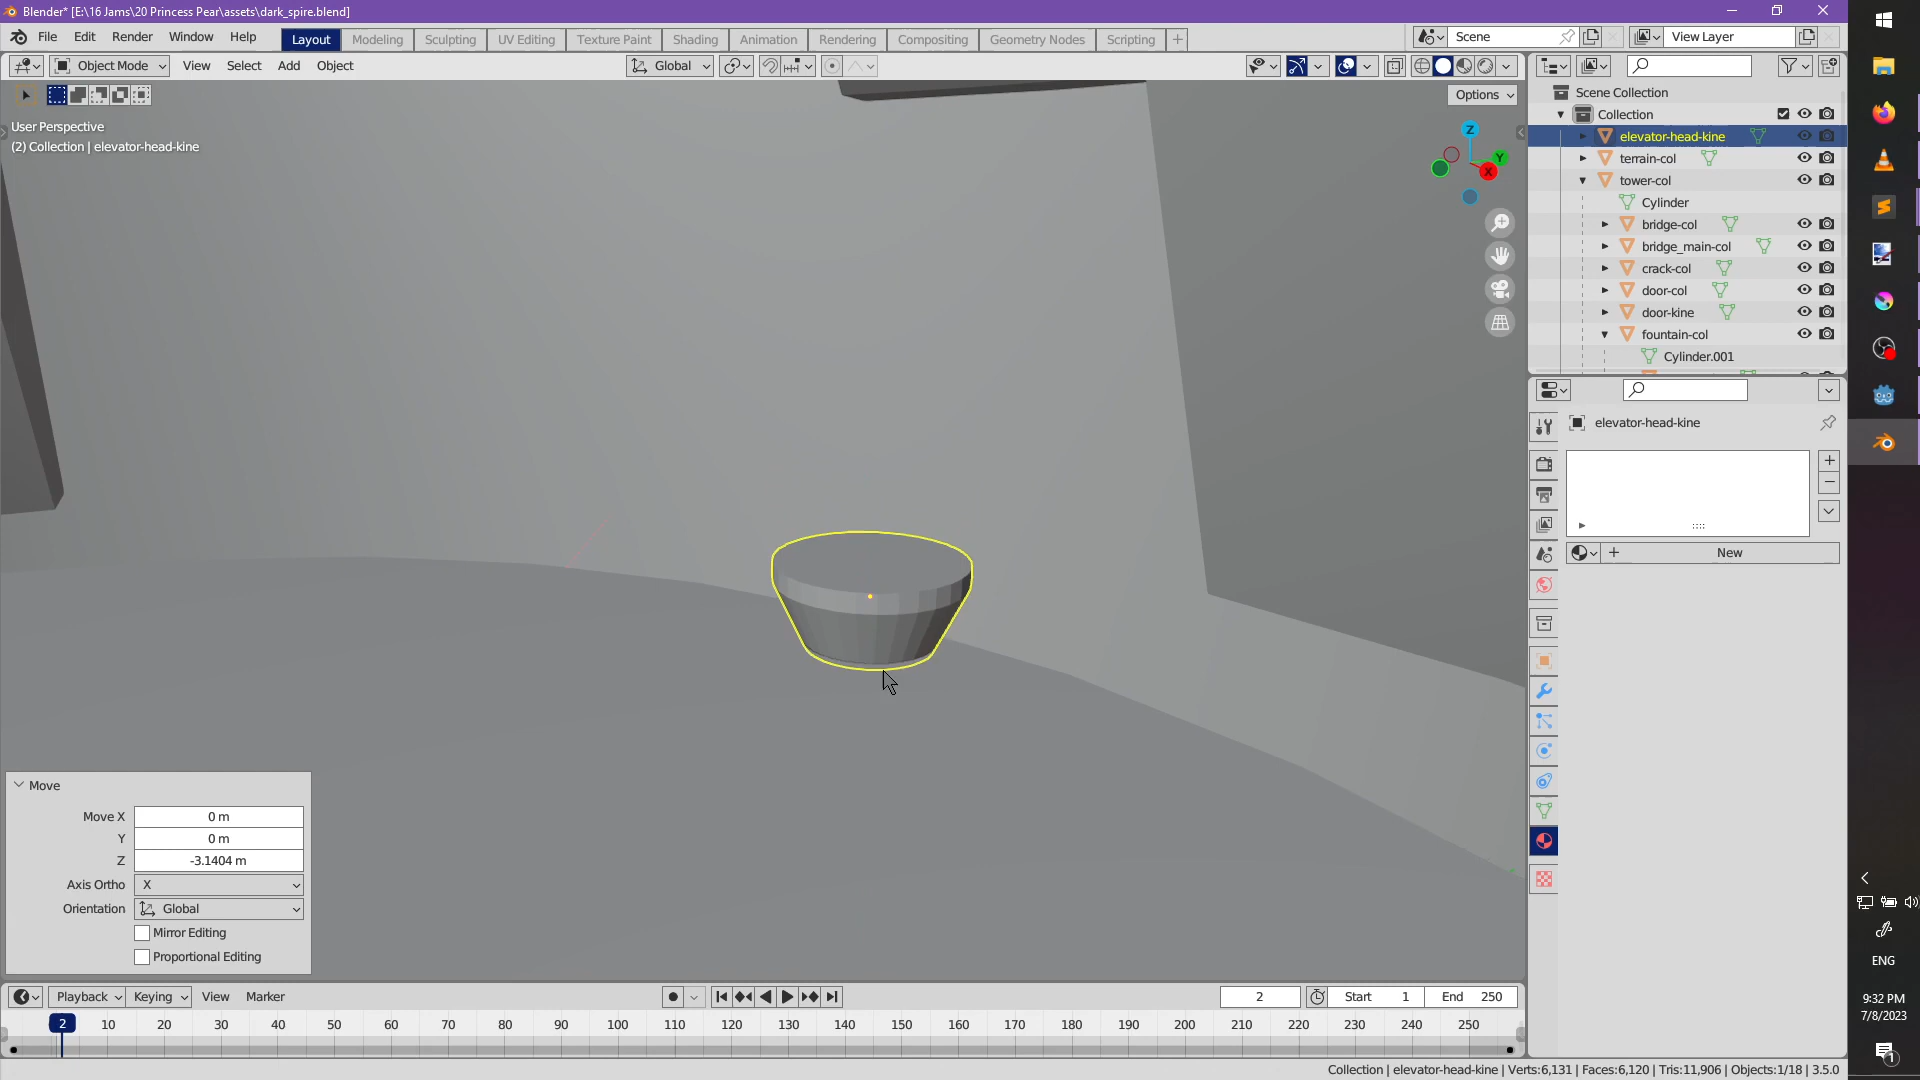 Blender* [E:\16 Jams\20 Princess Pear\assets\dark_spire.blend]
File Edit Render Window Help Layout Modeling Sculpting UV Editing Texture Paint Shading Animation Rendering Compositing Geometry Nodes Scripting + Scene View Layer
Object Mode View Select Add Object Global
Options
User Perspective
(2) Collection | elevator-head-kine
Z
Y
X
Scene Collection
Collection
elevator-head-kine
terrain-col
tower-col
Cylinder
bridge-col
bridge_main-col
crack-col
door-col
door-kine
fountain-col
Cylinder.001
elevator-head-kine
New
Move
Move X 0 m
Y 0 m
Z -3.1404 m
Axis Ortho X
Orientation Global
Mirror Editing
Proportional Editing
Playback Keying View Marker 2 Start 1 End 250
2 10 20 30 40 50 60 70 80 90 100 110 120 130 140 150 160 170 180 190 200 210 220 230 240 250
Collection | elevator-head-kine | Verts:6,131 | Faces:6,120 | Tris:11,906 | Objects:1/18 | 3.5.0
ENG
9:32 PM
7/8/2023
1